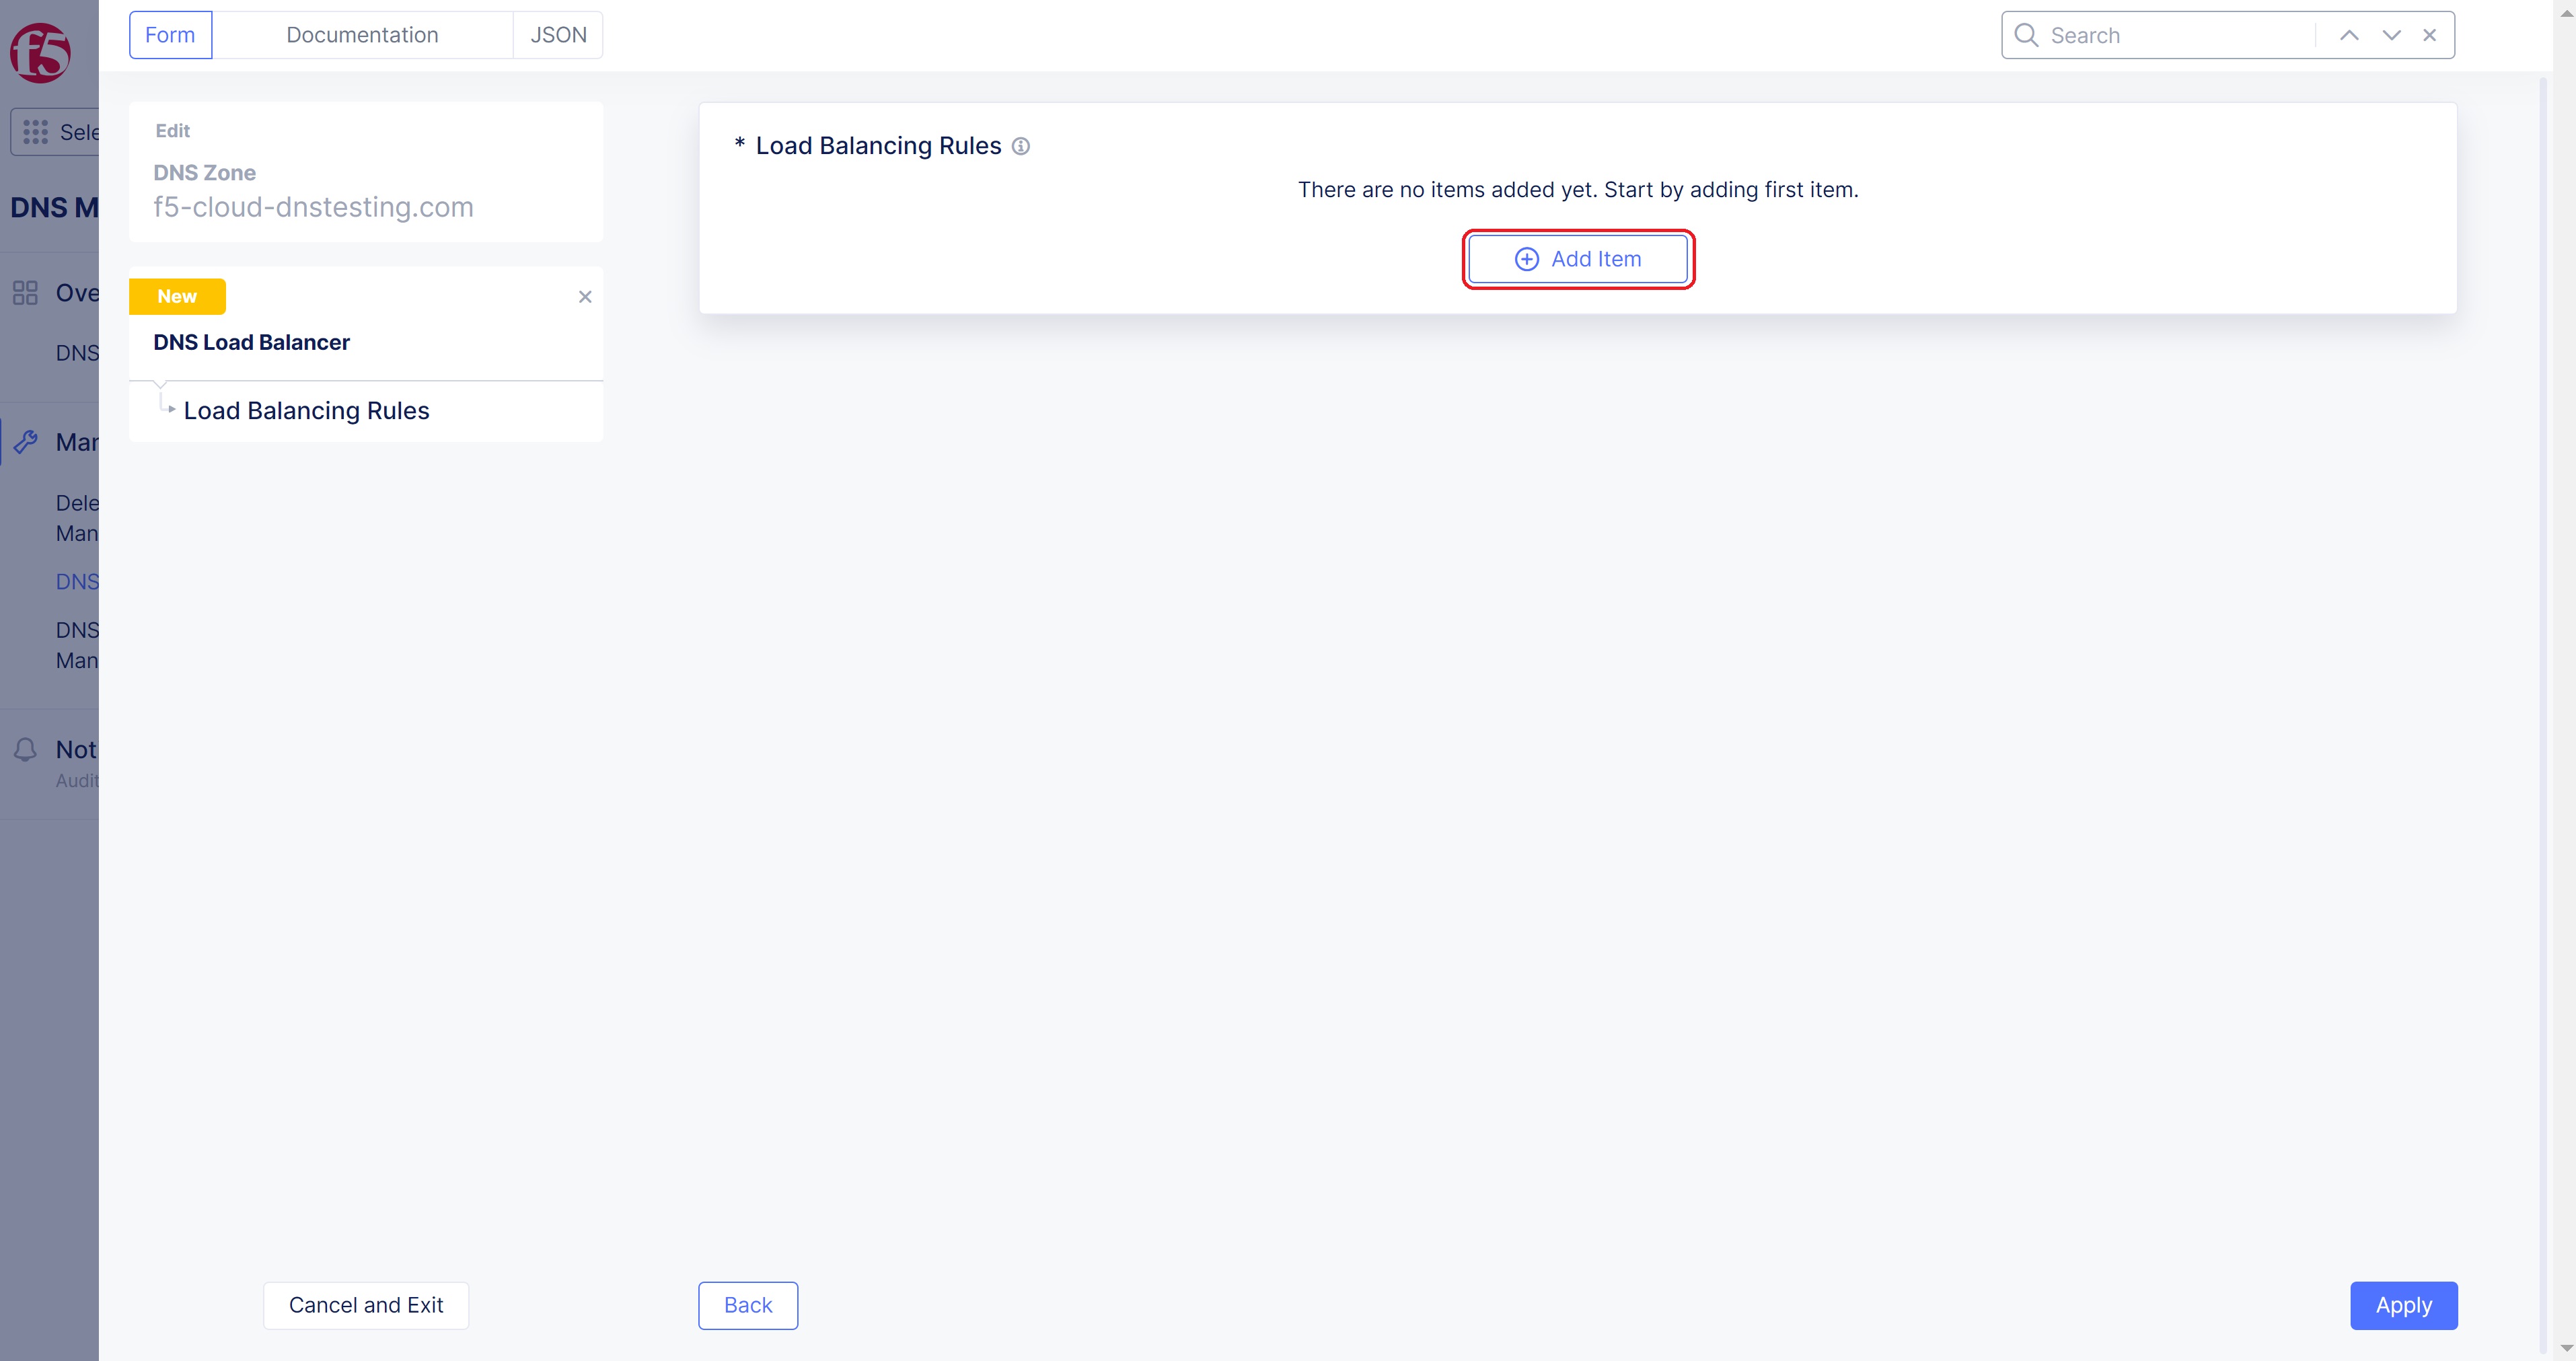 f5
Form
Documentation
JSON
Search
Sele
DNS M
Ove
DNS
Man
Dele
Man
DNS
DNS
Man
Not
Audit
Edit
DNS Zone
f5-cloud-dnstesting.com
New
DNS Load Balancer
Load Balancing Rules
* Load Balancing Rules
There are no items added yet. Start by adding first item.
Add Item
Cancel and Exit
Back
Apply